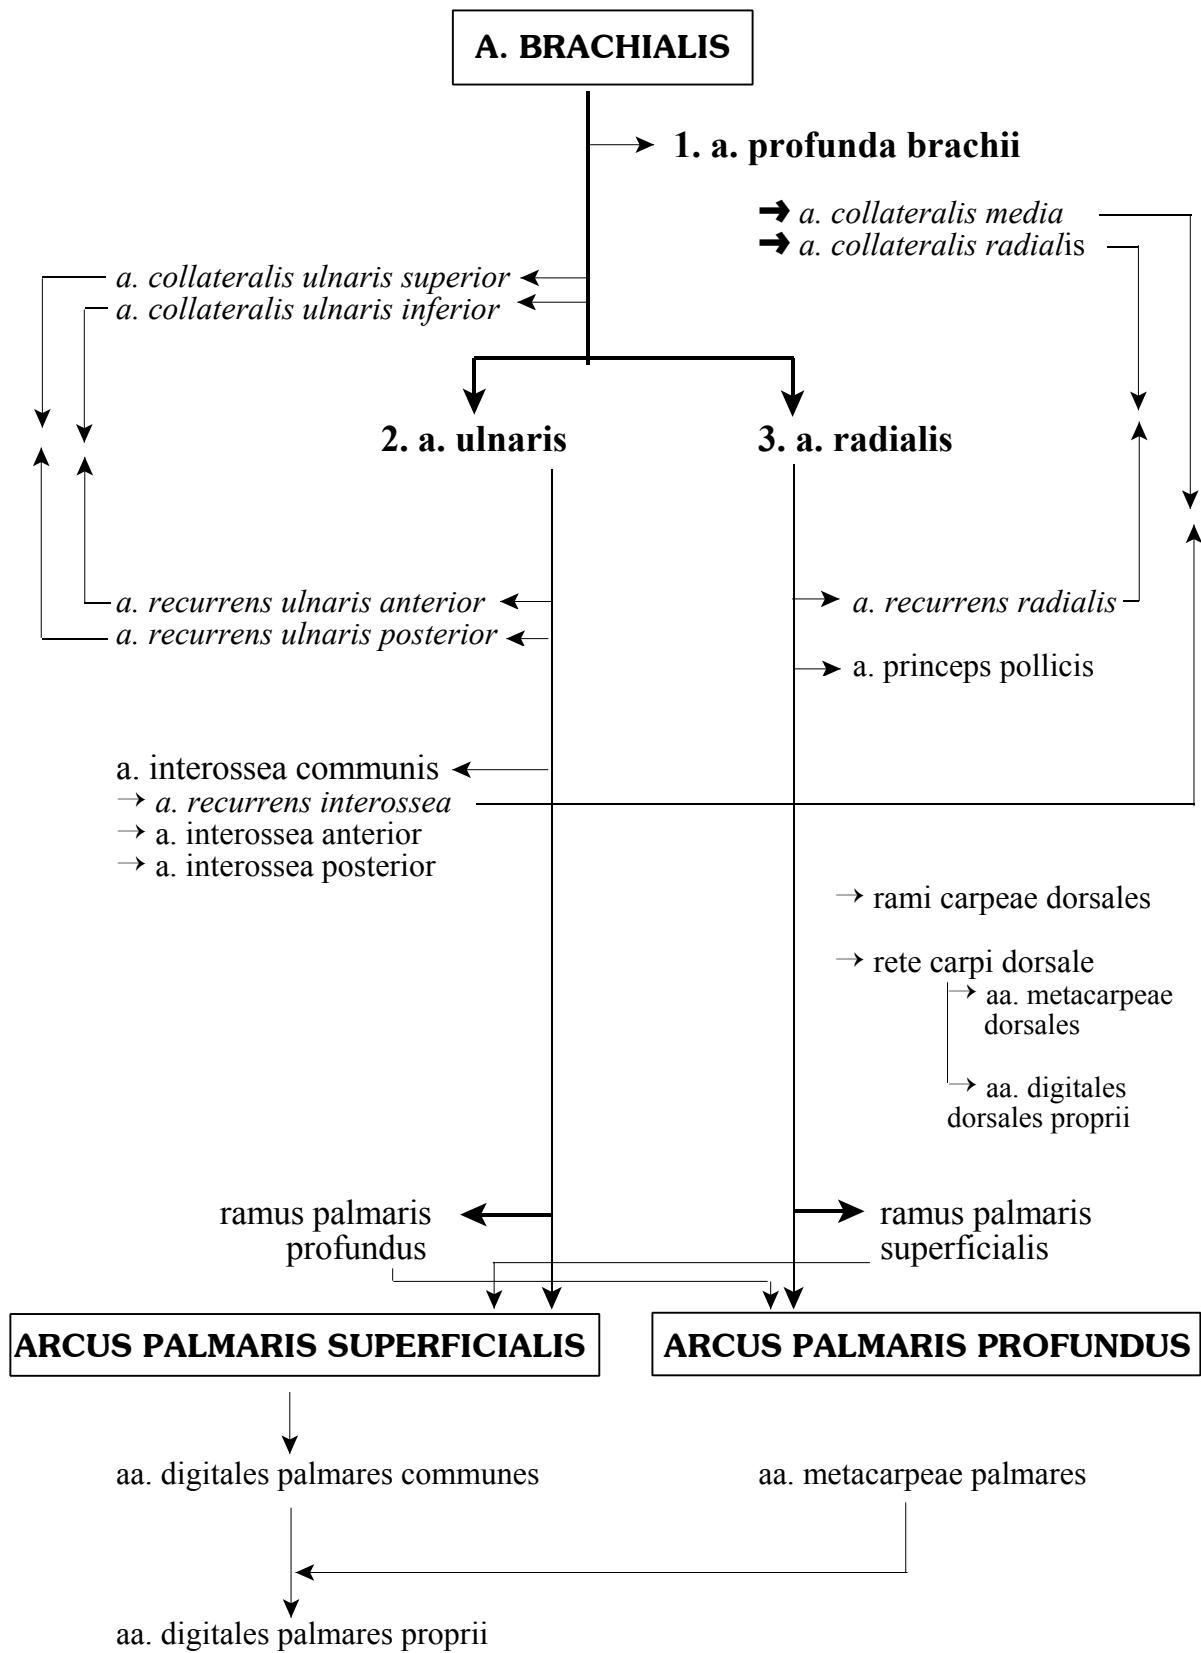 A. BRACHIALIS
1. a. profunda brachii
→ a. collateralis media
→ a. collateralis radialis
a. collateralis ulnaris superior
a. collateralis ulnaris inferior
2. a. ulnaris
3. a. radialis
a. recurrens ulnaris anterior
a. recurrens radialis
a. recurrens ulnaris posterior
a. princeps pollicis
a. interossea communis
→ a. recurrens interossea
→ a. interossea anterior
→ a. interossea posterior
→ rami carpeae dorsales
→ rete carpi dorsale
→ aa. metacarpeae
dorsales
→ aa. digitales
dorsales proprii
ramus palmaris
profundus
ramus palmaris
superficialis
ARCUS PALMARIS SUPERFICIALIS
ARCUS PALMARIS PROFUNDUS
aa. digitales palmares communes
aa. metacarpeae palmares
aa. digitales palmares proprii